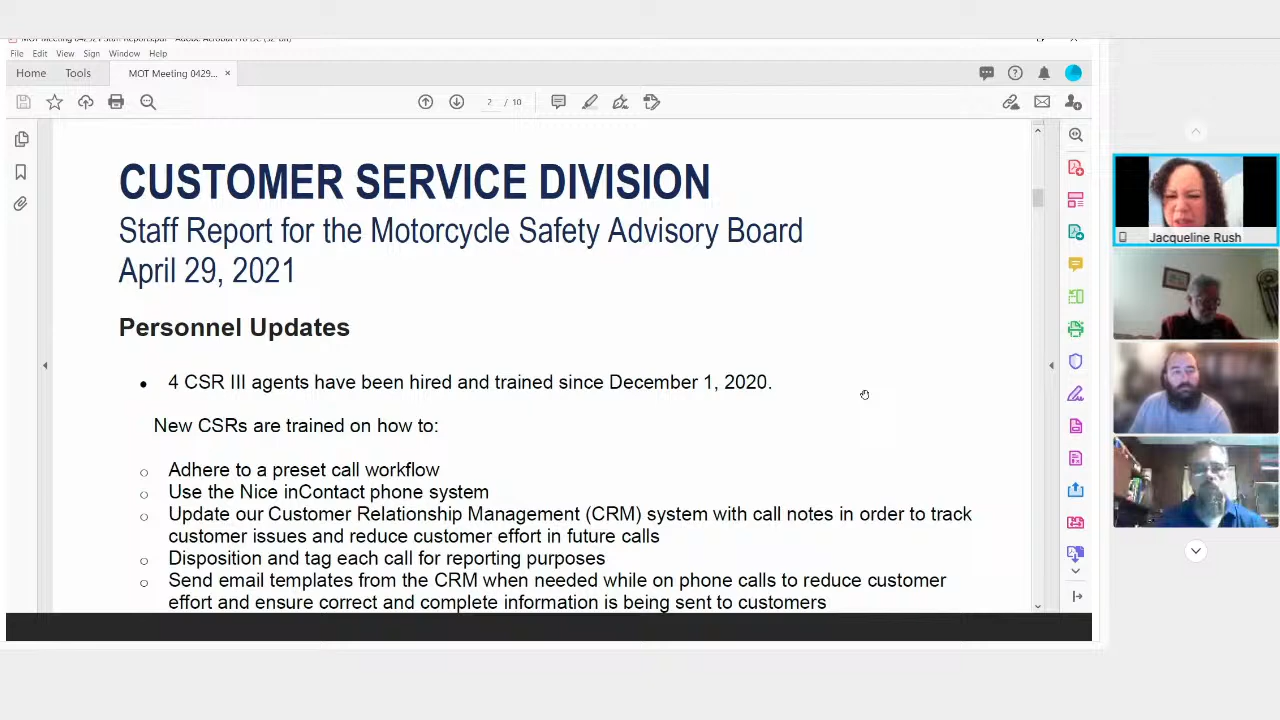 File Edit View Sign Window Help
Home Tools MOT Meeting 0429... ×
2 / 10
CUSTOMER SERVICE DIVISION
Staff Report for the Motorcycle Safety Advisory Board
April 29, 2021
Personnel Updates
• 4 CSR III agents have been hired and trained since December 1, 2020.
New CSRs are trained on how to:
o Adhere to a preset call workflow
o Use the Nice inContact phone system
o Update our Customer Relationship Management (CRM) system with call notes in order to track
customer issues and reduce customer effort in future calls
o Disposition and tag each call for reporting purposes
o Send email templates from the CRM when needed while on phone calls to reduce customer
effort and ensure correct and complete information is being sent to customers
Jacqueline Rush